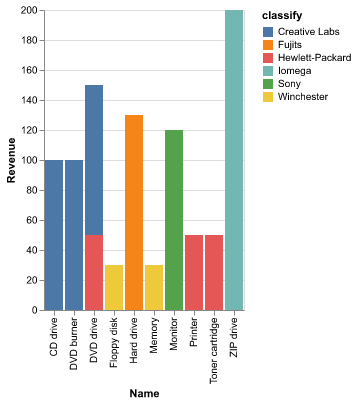 200
180
160
140
120
100
80
60
40
20
0
Revenue
CD drive
DVD burner
DVD drive
Floppy disk
Hard drive
Memory
Monitor
Printer
Toner cartridge
ZIP drive
Name
classify
Creative Labs
Fujits
Hewlett-Packard
Iomega
Sony
Winchester